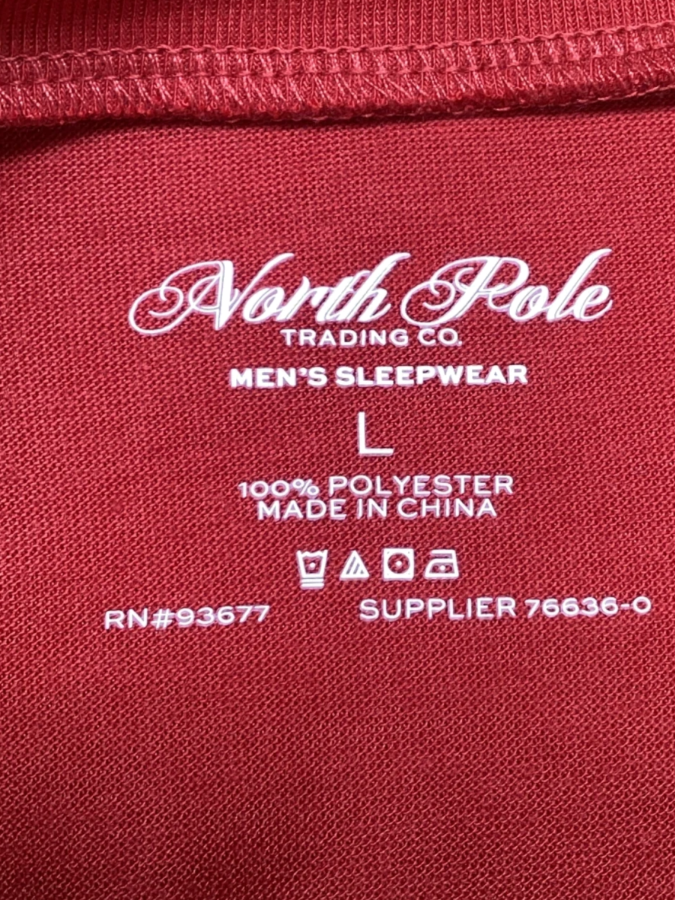 North Pole
TRADING CO.
MEN'S SLEEPWEAR
L
100% POLYESTER
MADE IN CHINA
RN#93677 SUPPLIER 76636-0